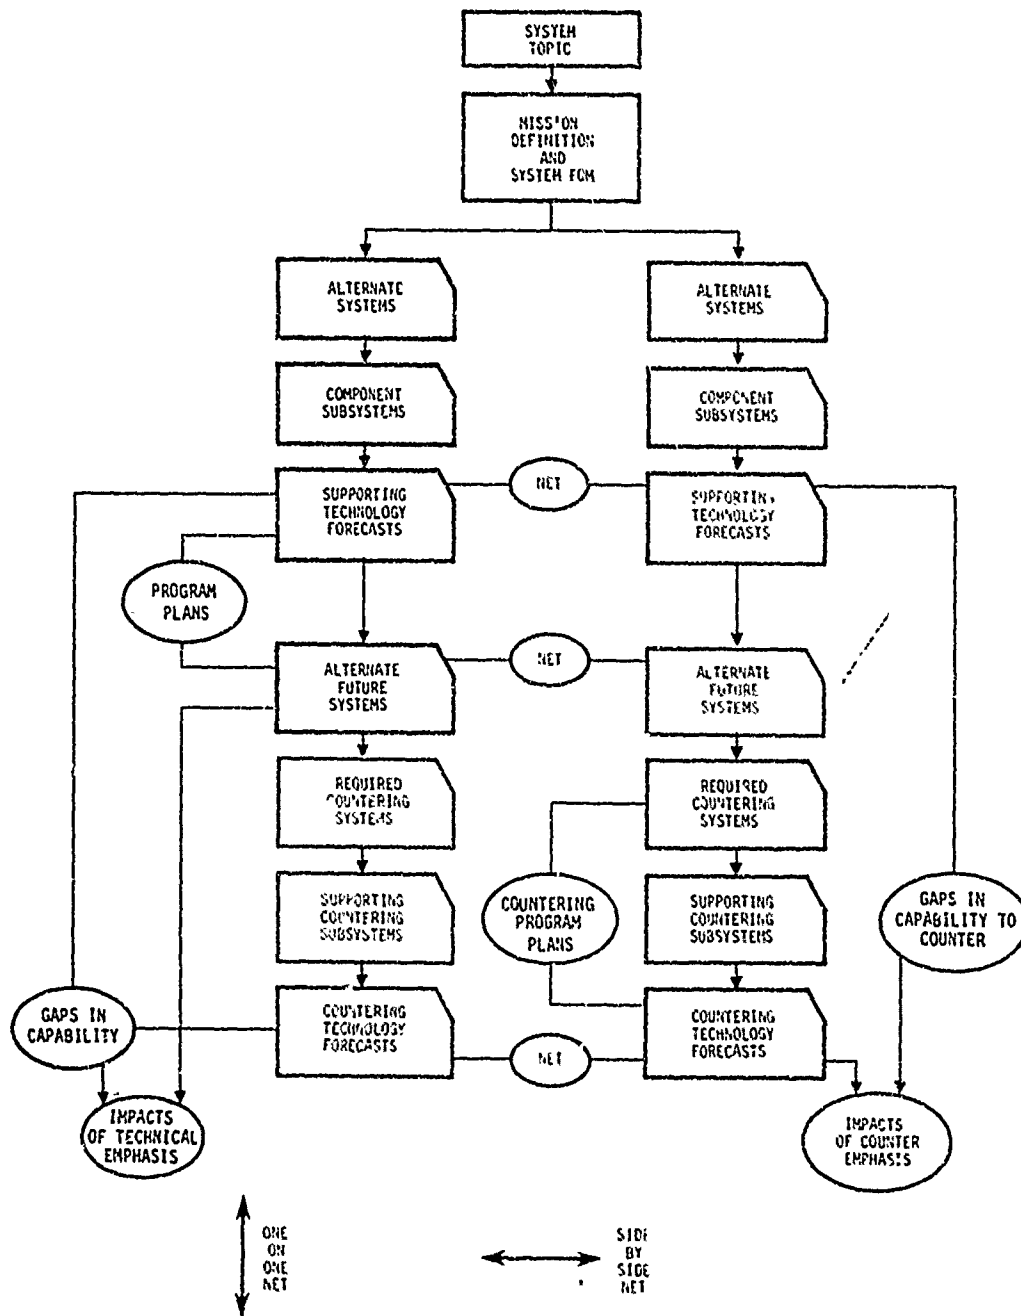 SYSTEM
TOPIC
MISSION
DEFINITION
AND
SYSTEM FOM
ALTERNATE
SYSTEMS
ALTERNATE
SYSTEMS
COMPONENT
SUBSYSTEMS
COMPONENT
SUBSYSTEMS
SUPPORTING
TECHNOLOGY
FORECASTS
NET
SUPPORTING
TECHNOLOGY
FORECASTS
PROGRAM
PLANS
ALTERNATE
FUTURE
SYSTEMS
NET
ALTERNATE
FUTURE
SYSTEMS
REQUIRED
COUNTERING
SYSTEMS
REQUIRED
COUNTERING
SYSTEMS
SUPPORTING
COUNTERING
SUBSYSTEMS
COUNTERING
PROGRAM
PLANS
SUPPORTING
COUNTERING
SUBSYSTEMS
GAPS IN
CAPABILITY TO
COUNTER
GAPS IN
CAPABILITY
COUNTERING
TECHNOLOGY
FORECASTS
NET
COUNTERING
TECHNOLOGY
FORECASTS
IMPACTS
OF TECHNICAL
EMPHASIS
IMPACTS
OF COUNTER
EMPHASIS
ONE
ON
ONE
NET
SIDE
BY
SIDE
NET